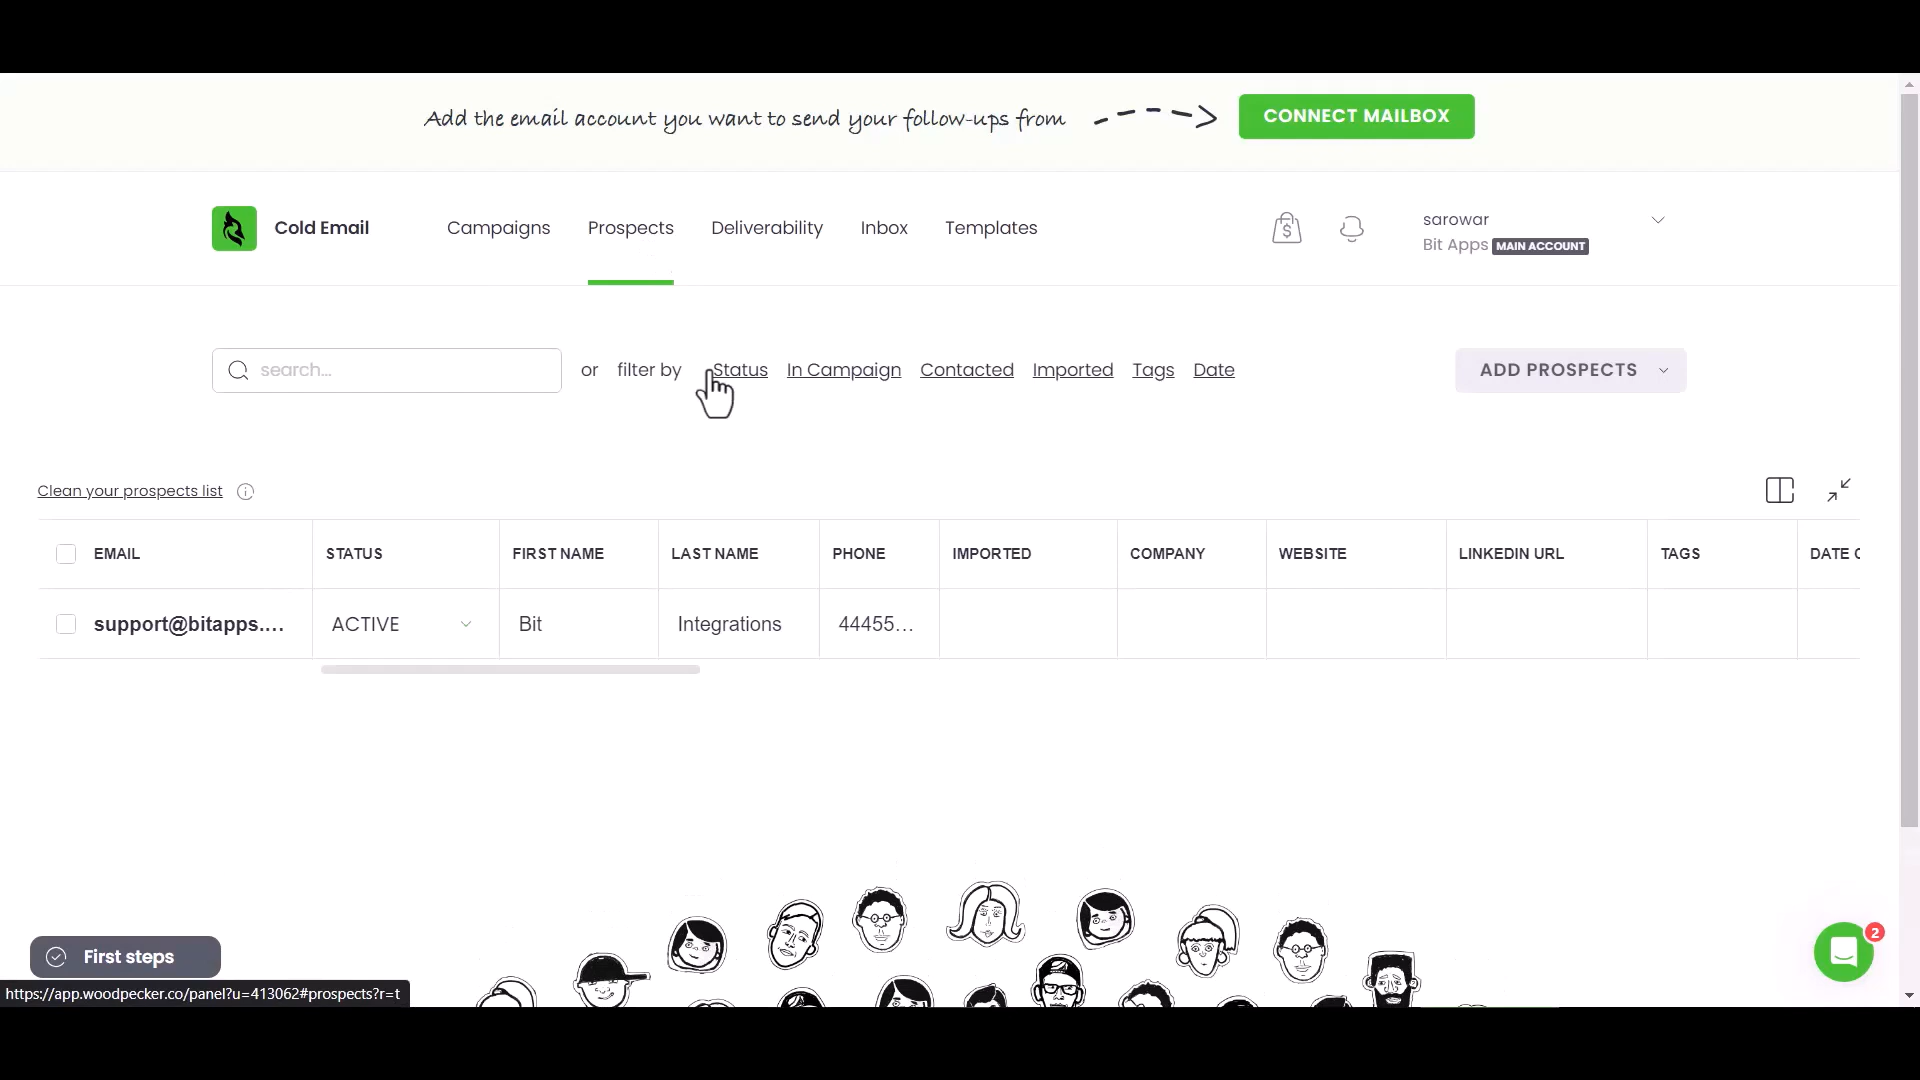 Add the email account you want to send your follow-ups from
CONNECT MAILBOX
Cold Email
Campaigns
Prospects
Deliverability
Inbox
Templates
$
sarowar
Bit Apps MAIN ACCOUNT
search...
or filter by Status In Campaign Contacted Imported Tags Date
ADD PROSPECTS
Clean your prospects list
EMAIL STATUS FIRST NAME LAST NAME PHONE IMPORTED COMPANY WEBSITE LINKEDIN URL TAGS DATE
support@bitapps.... ACTIVE Bit Integrations 44455...
First steps
2
https://app.woodpecker.co/panel?u=413062#prospects?r=t